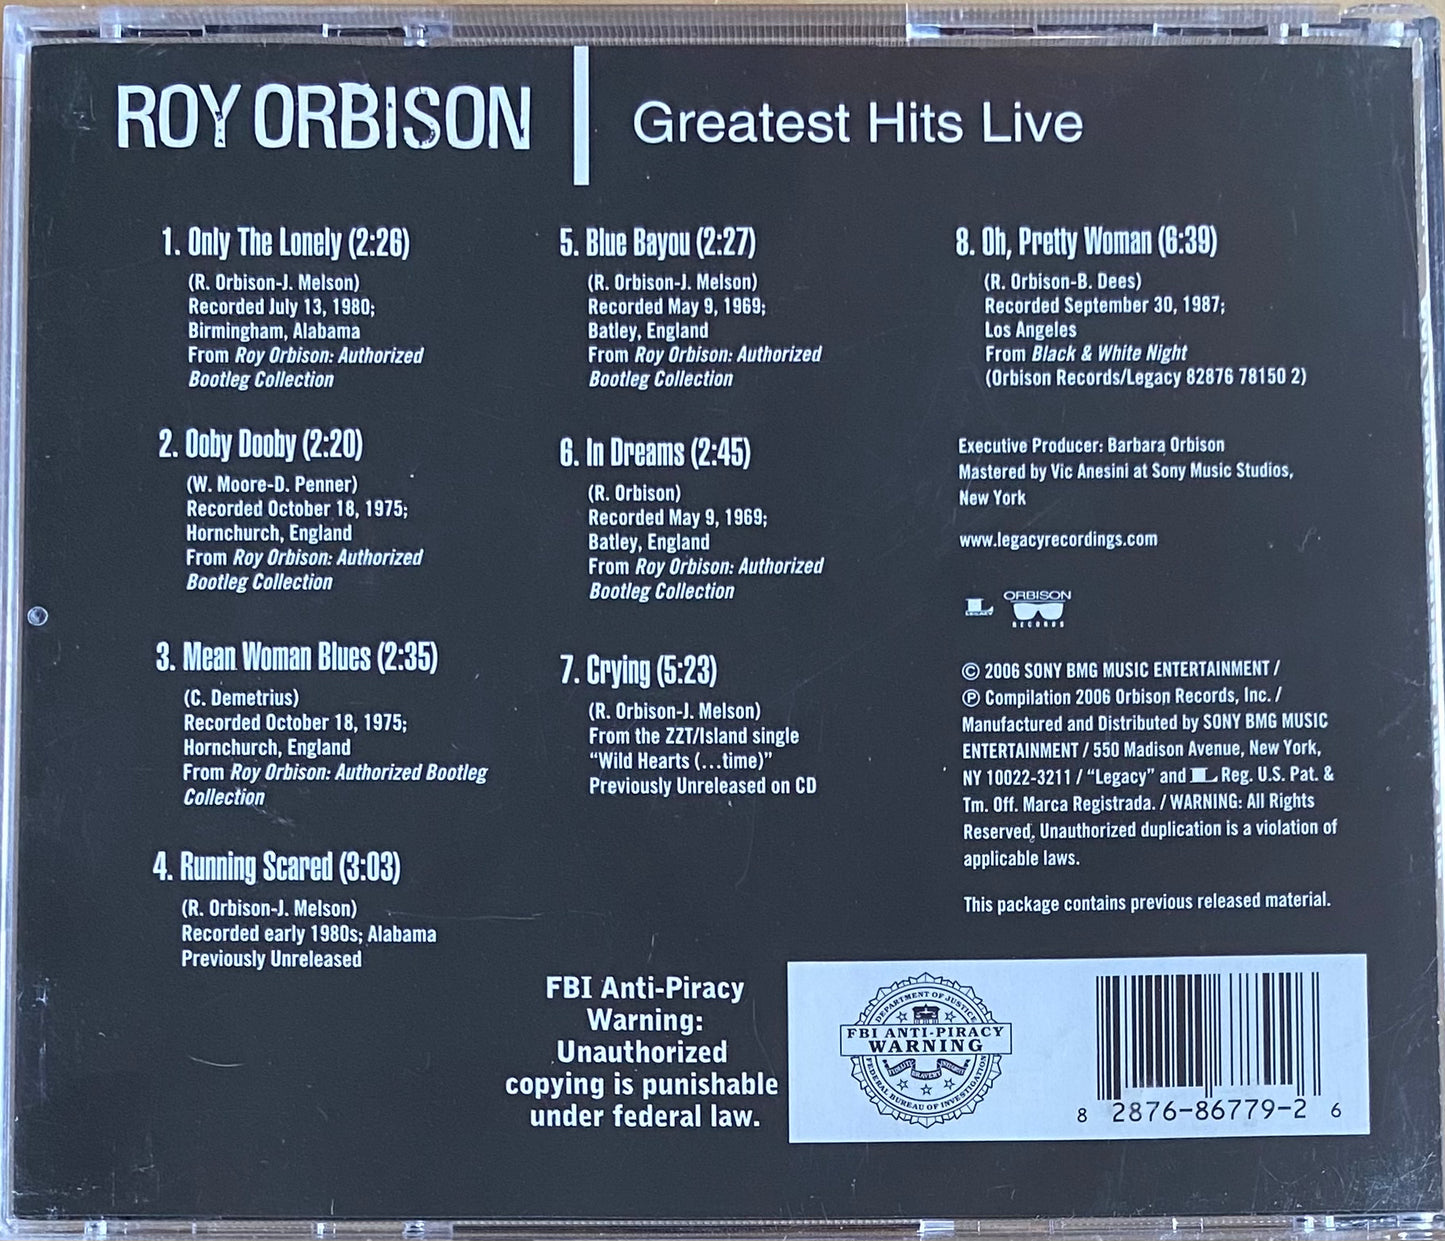 ROY ORBISON
Greatest Hits Live
1. Only The Lonely (2:26)
(R. Orbison-J. Melson)
Recorded July 13, 1980;
Birmingham, Alabama
From Roy Orbison: Authorized
Bootleg Collection
2. Ooby Dooby (2:20)
(W. Moore-D. Penner)
Recorded October 18, 1975;
Hornchurch, England
From Roy Orbison: Authorized
Bootleg Collection
3. Mean Woman Blues (2:35)
(C. Demetrius)
Recorded October 18, 1975;
Hornchurch, England
From Roy Orbison: Authorized Bootleg
Collection
4. Running Scared (3:03)
(R. Orbison-J. Melson)
Recorded early 1980s; Alabama
Previously Unreleased
5. Blue Bayou (2:27)
(R. Orbison-J. Melson)
Recorded May 9, 1969;
Batley, England
From Roy Orbison: Authorized
Bootleg Collection
6. In Dreams (2:45)
(R. Orbison)
Recorded May 9, 1969;
Batley, England
From Roy Orbison: Authorized
Bootleg Collection
7. Crying (5:23)
(R. Orbison-J. Melson)
From the ZZT/Island single
“Wild Hearts (...time)”
Previously Unreleased on CD
8. Oh, Pretty Woman (6:39)
(R. Orbison-B. Dees)
Recorded September 30, 1987;
Los Angeles
From Black & White Night
(Orbison Records/Legacy 82876 78150 2)
Executive Producer: Barbara Orbison
Mastered by Vic Anesini at Sony Music Studios,
New York
www.legacyrecordings.com
L LEGACY
ORBISON
RECORDS
© 2006 SONY BMG MUSIC ENTERTAINMENT /
℗ Compilation 2006 Orbison Records, Inc. /
Manufactured and Distributed by SONY BMG MUSIC
ENTERTAINMENT / 550 Madison Avenue, New York,
NY 10022-3211 / “Legacy” and L Reg. U.S. Pat. &
Tm. Off. Marca Registrada. / WARNING: All Rights
Reserved. Unauthorized duplication is a violation of
applicable laws.
This package contains previous released material.
FBI Anti-Piracy
Warning:
Unauthorized
copying is punishable
under federal law.
DEPARTMENT OF JUSTICE
FBI ANTI-PIRACY
WARNING
FIDELITY BRAVERY INTEGRITY
FEDERAL BUREAU OF INVESTIGATION
8 2876-86779-2 6